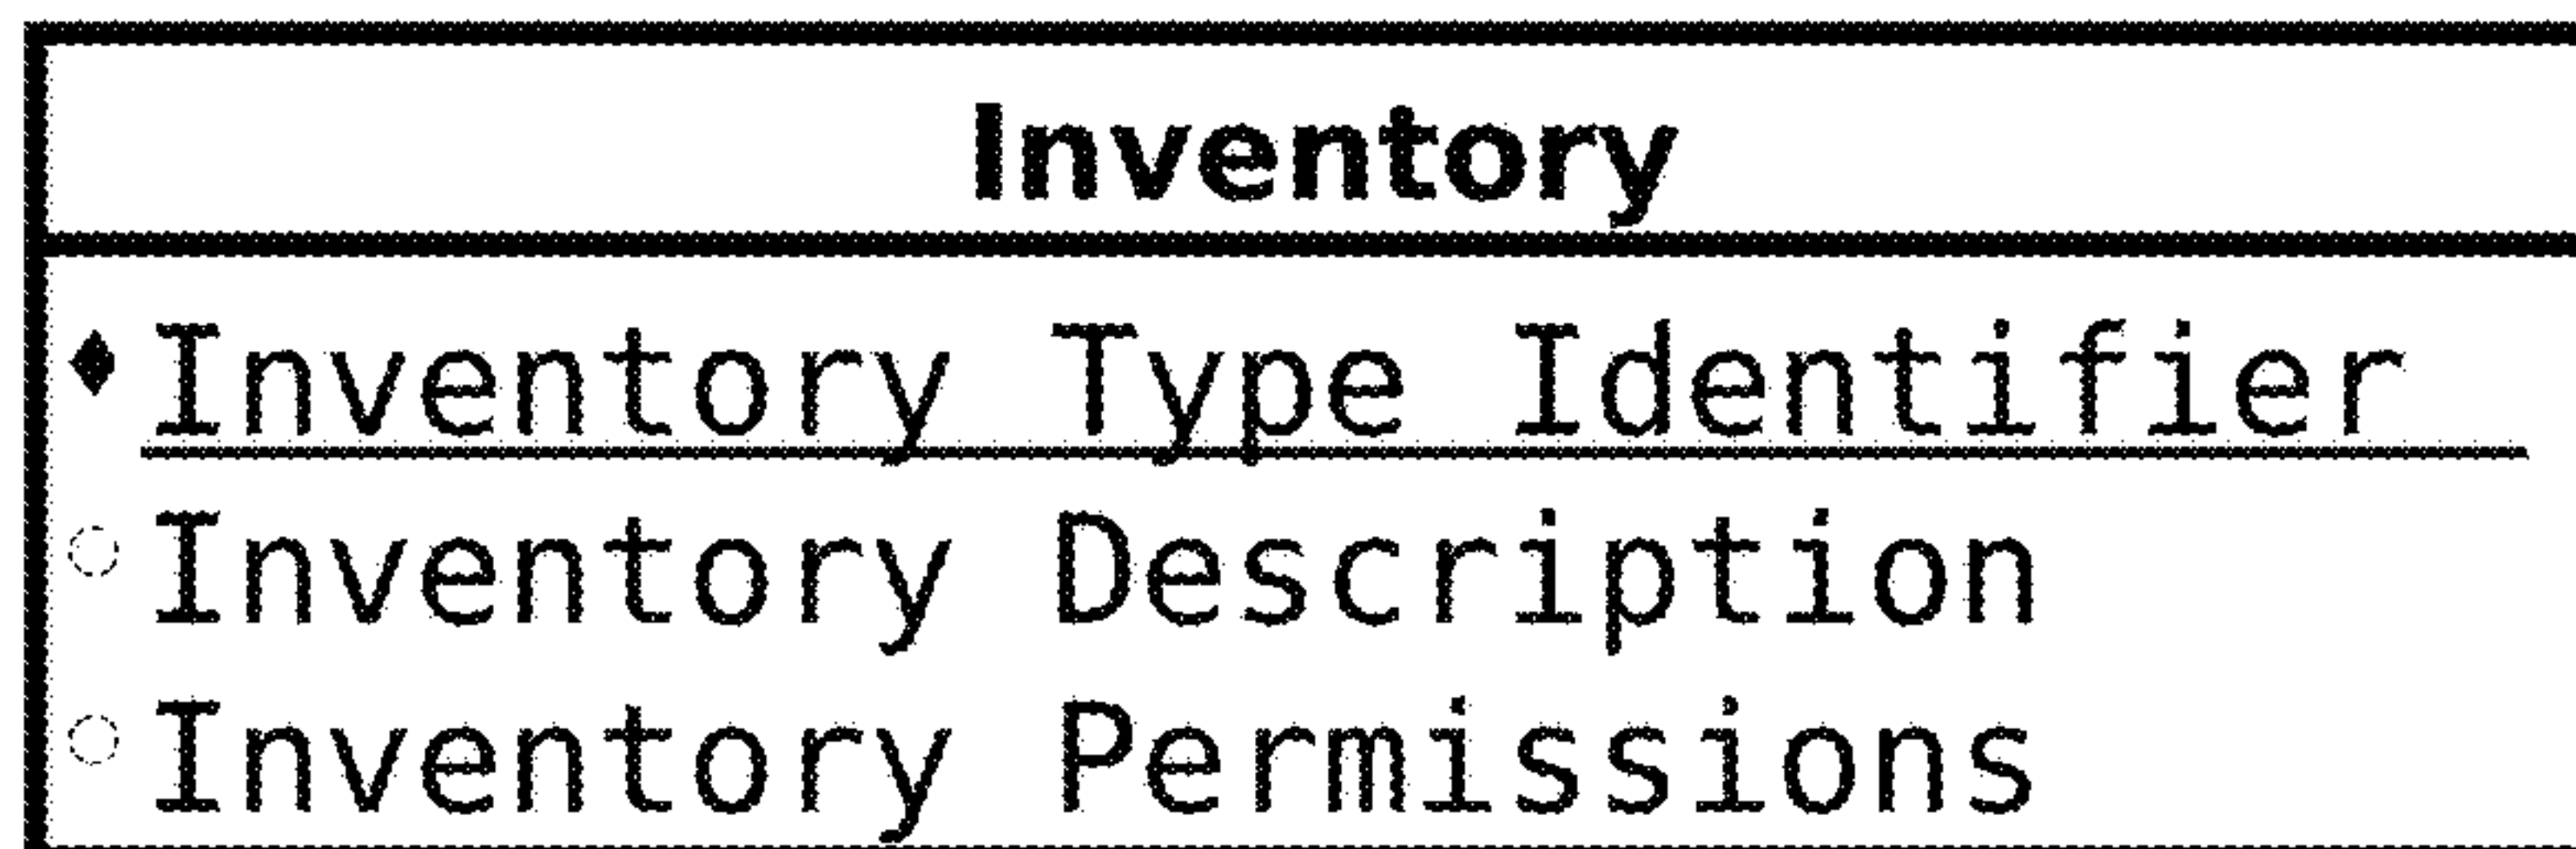 Inventory
Inventory Type Identifier
Inventory Description
Inventory Permissions